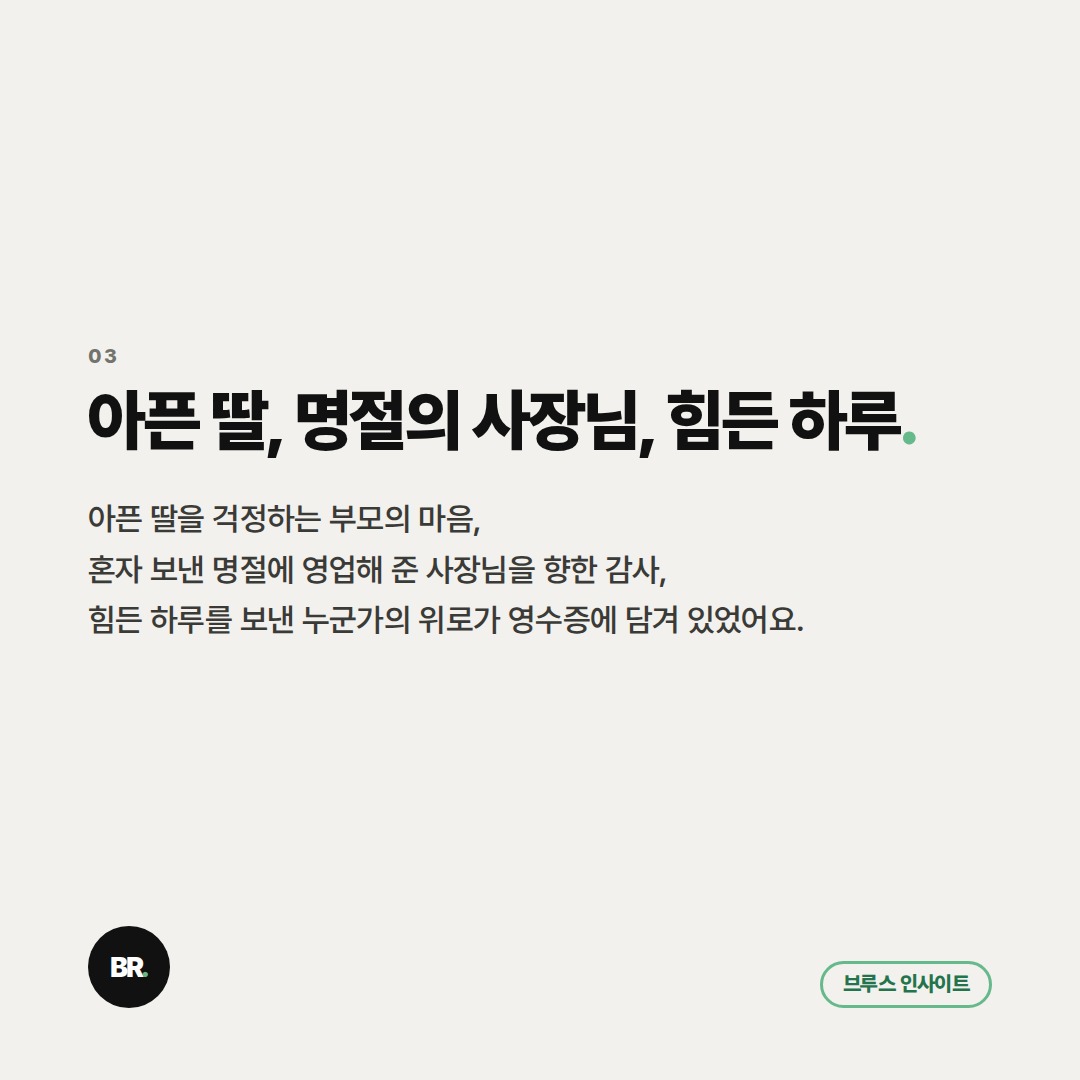 03
아픈 딸, 명절의 사장님, 힘든 하루.
아픈 딸을 걱정하는 부모의 마음,
혼자 보낸 명절에 영업해 준 사장님을 향한 감사,
힘든 하루를 보낸 누군가의 위로가 영수증에 담겨 있었어요.
BR.
브루스 인사이트